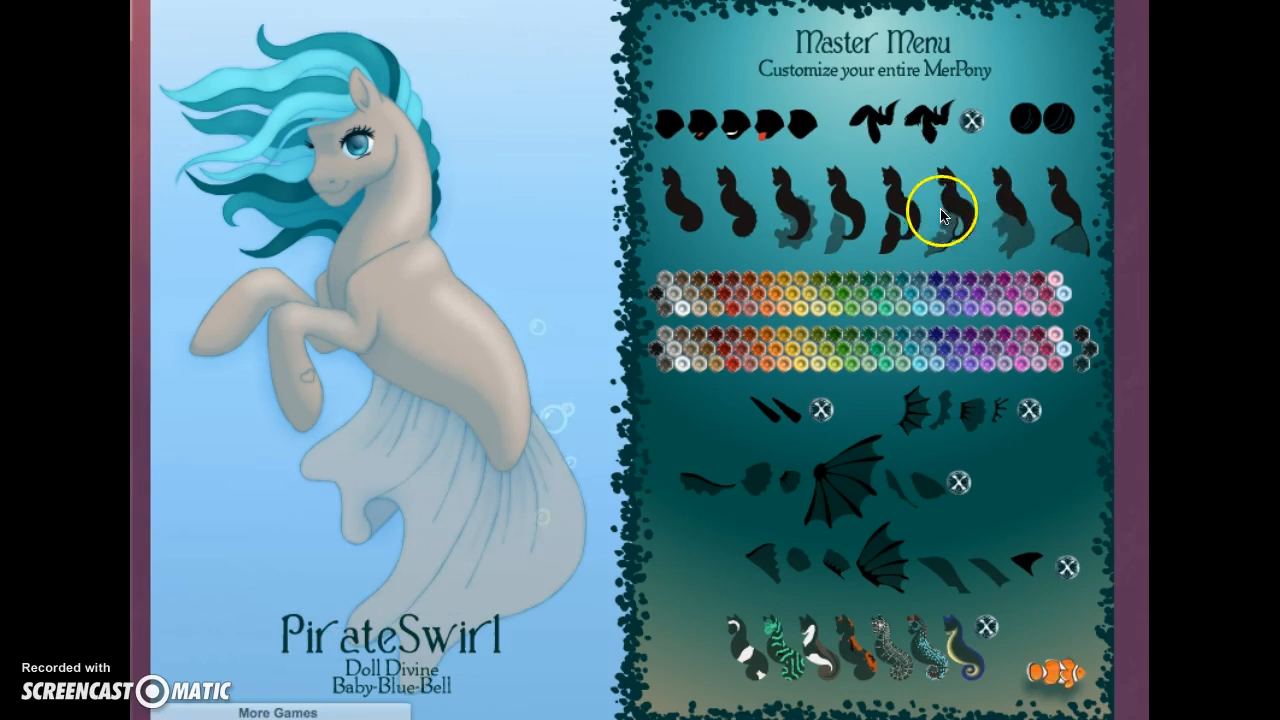 Master Menu
Customize your entire MerPony
PirateSwirl
Doll Divine
Baby-Blue-Bell
More Games
Recorded with
SCREENCAST MATIC